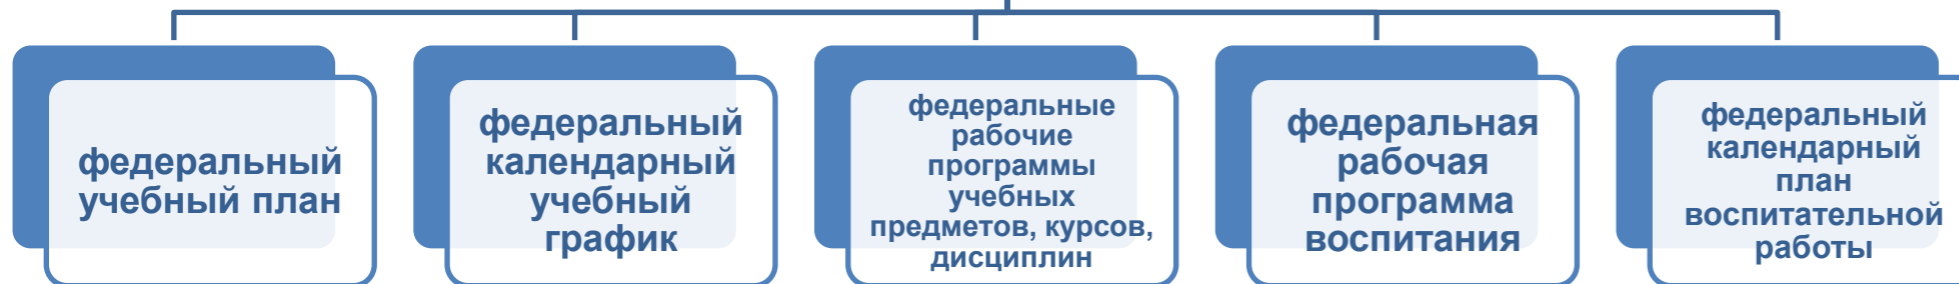 федеральный
учебный план
федеральный
календарный
учебный
график
федеральные
рабочие
программы
учебных
предметов, курсов,
дисциплин
федеральная
рабочая
программа
воспитания
федеральный
календарный
план
воспитательной
работы